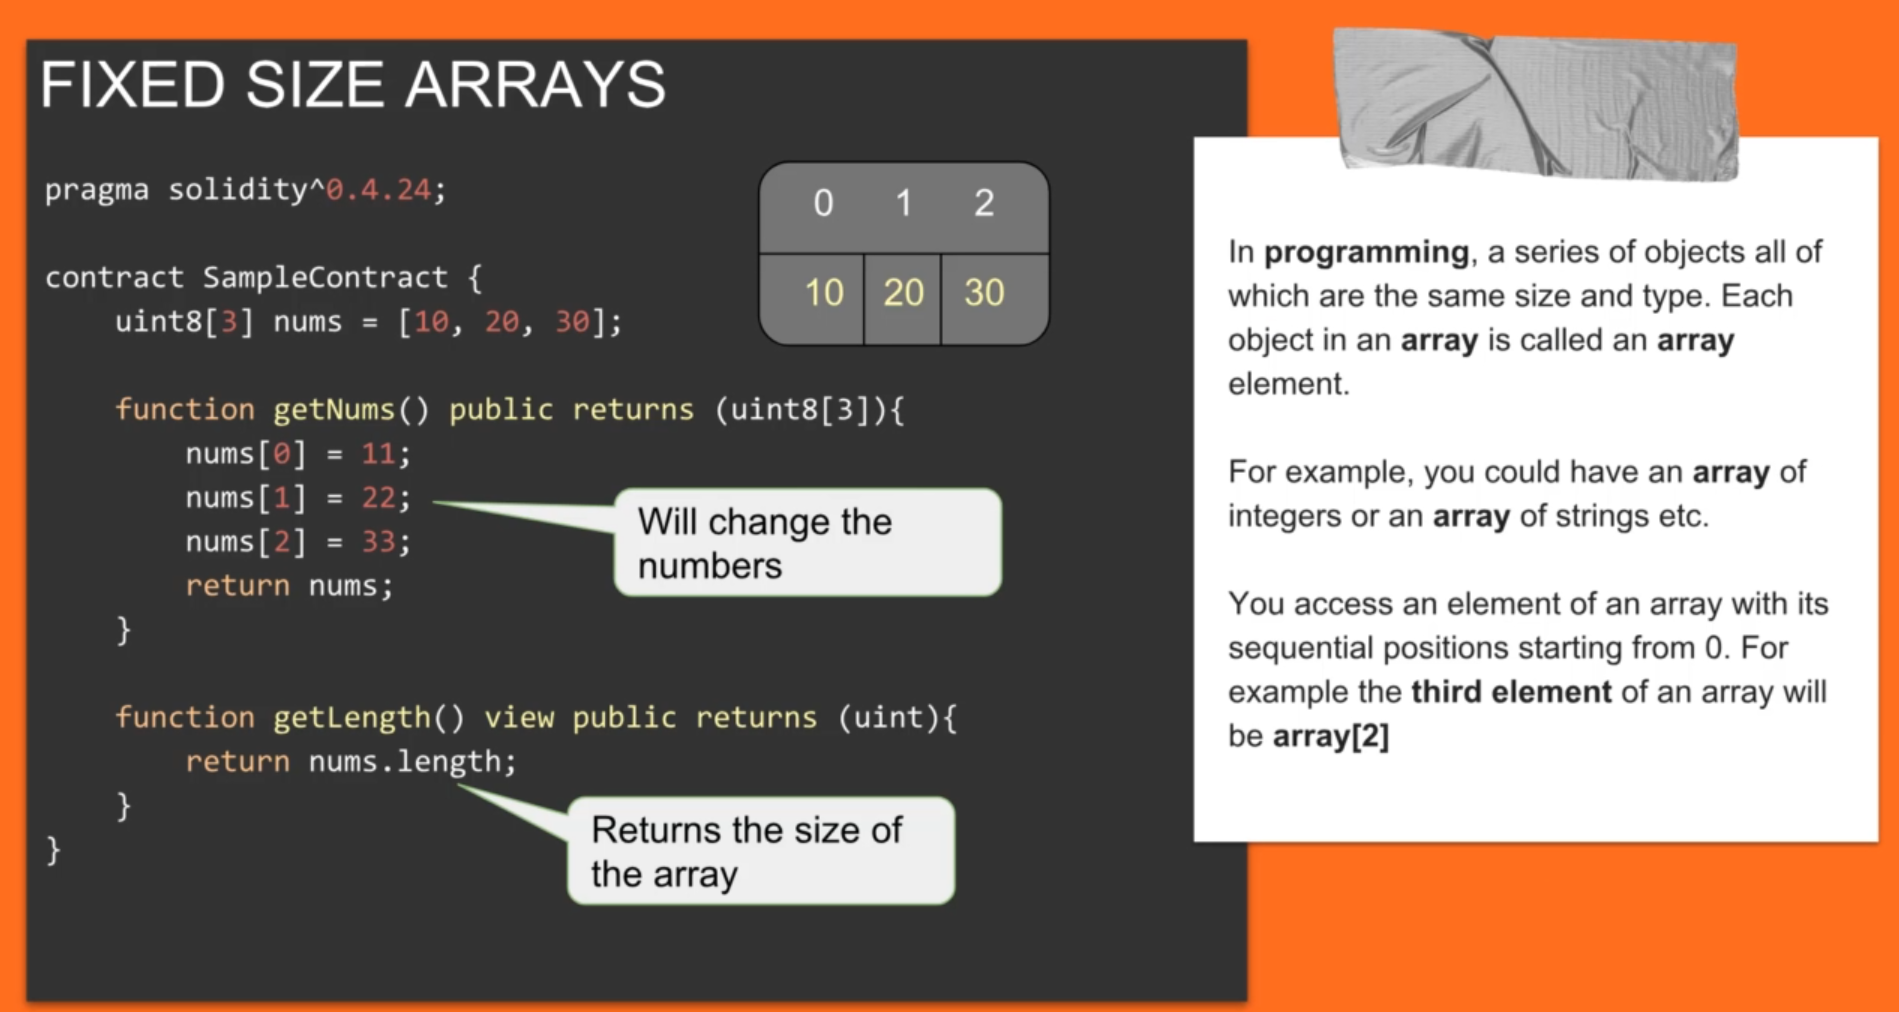 FIXED SIZE ARRAYS
pragma solidity^0.4.24;
contract SampleContract {
uint8[3] nums = [10, 20, 30];
function getNums() public returns (uint8[3]){
nums[0] = 11;
nums[1] = 22;
nums[2] = 33;
return nums;
}
function getLength() view public returns (uint){
return nums.length;
}
}
0 1 2
10 20 30
Will change the
numbers
Returns the size of
the array
In programming, a series of objects all of
which are the same size and type. Each
object in an array is called an array
element.
For example, you could have an array of
integers or an array of strings etc.
You access an element of an array with its
sequential positions starting from 0. For
example the third element of an array will
be array[2]